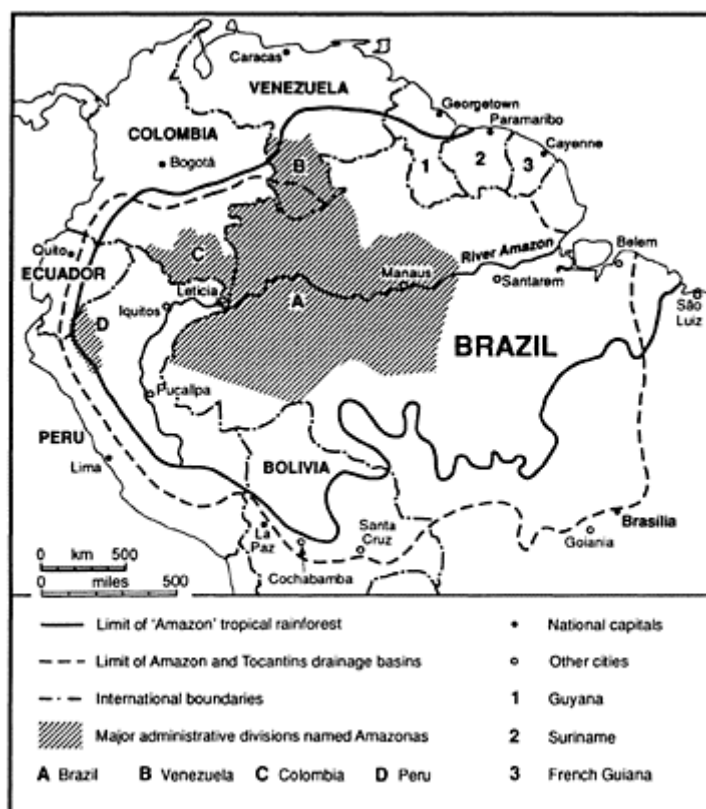 Caracas
VENEZUELA
Georgetown
Paramaribo
COLOMBIA
Cayenne
Bogotá
B
1
2
3
Quito
C
River Amazon
Belem
ECUADOR
Manaus
Leticia
Santarem
São
Luiz
Iquitos
A
D
BRAZIL
Pucallpa
PERU
Lima
BOLIVIA
La
Paz
Santa
Cruz
Brasília
Goiania
Cochabamba
0 km 500
0 miles 500
Limit of 'Amazon' tropical rainforest
National capitals
Limit of Amazon and Tocantins drainage basins
Other cities
International boundaries
1 Guyana
Major administrative divisions named Amazonas
2 Suriname
A Brazil B Venezuela C Colombia D Peru
3 French Guiana